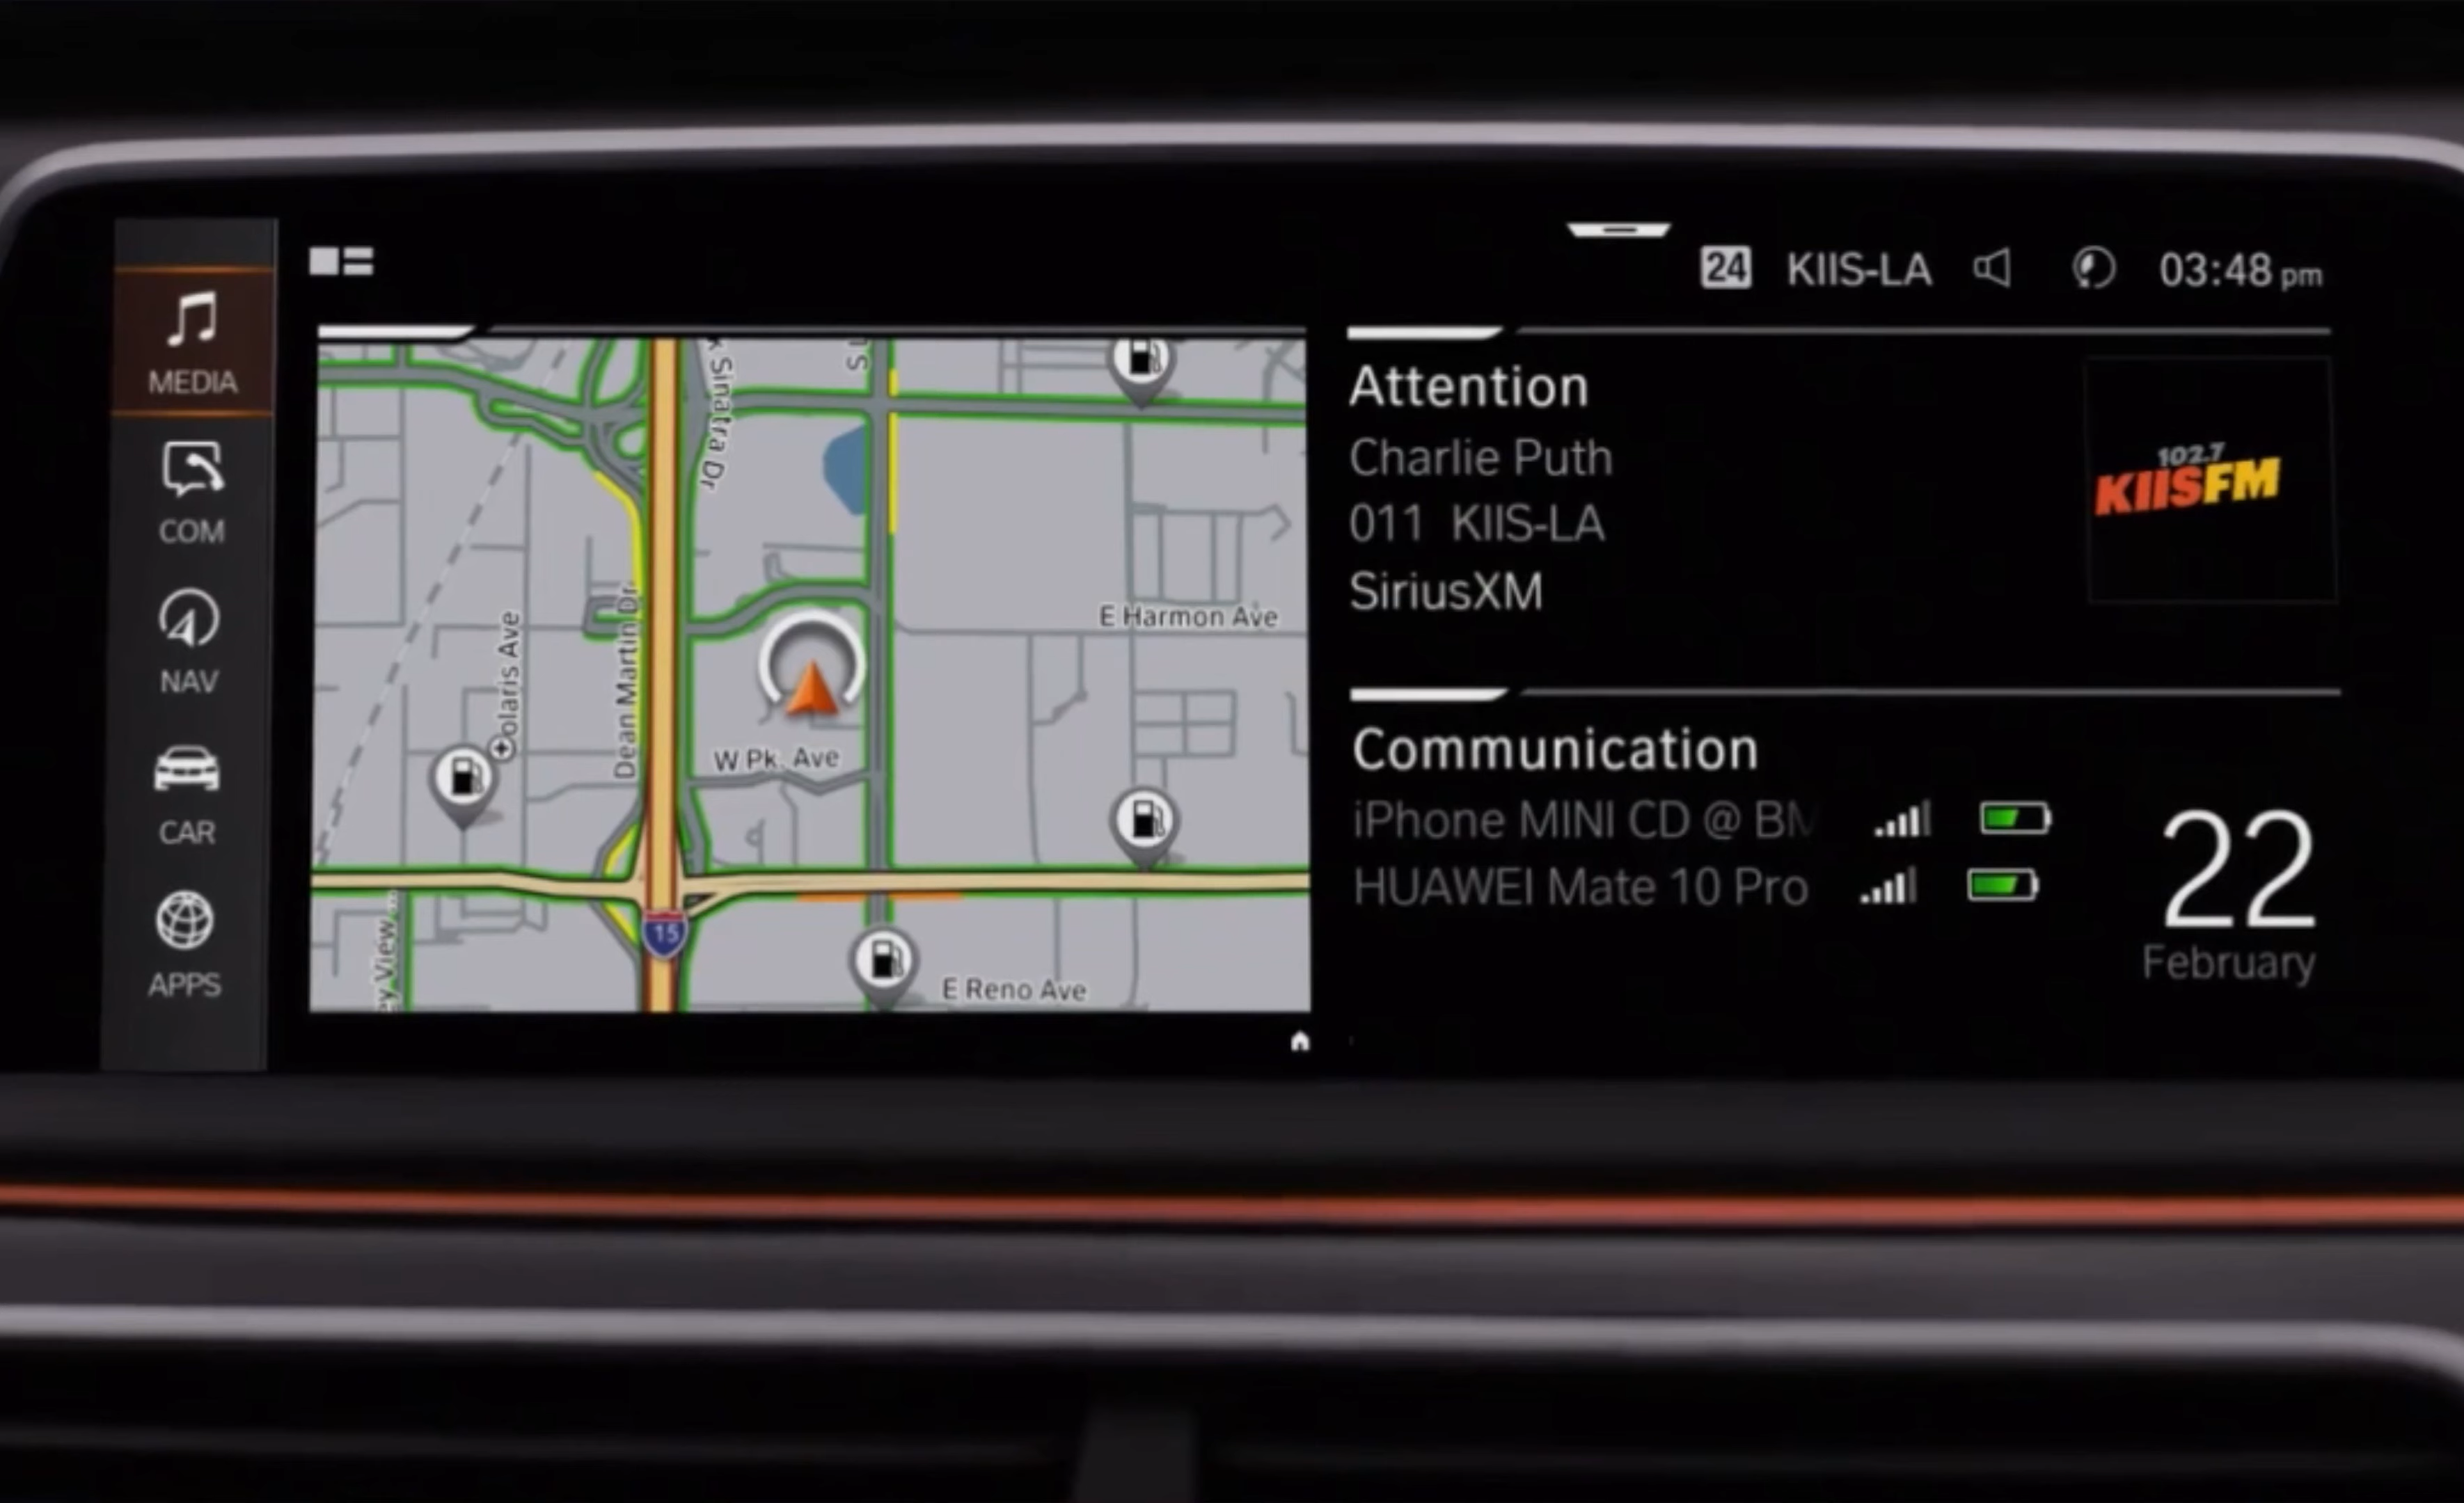 24 KIIS-LA 03:48 pm
MEDIA
COM
NAV
CAR
APPS
Sinatra Dr
S
Dean Martin Dr
E Harmon Ave
W Pk. Ave
15
View
E Reno Ave
Attention
Charlie Puth
011 KIIS-LA
SiriusXM
102.7
KIISFM
Communication
iPhone MINI CD @ BM
HUAWEI Mate 10 Pro
22
February